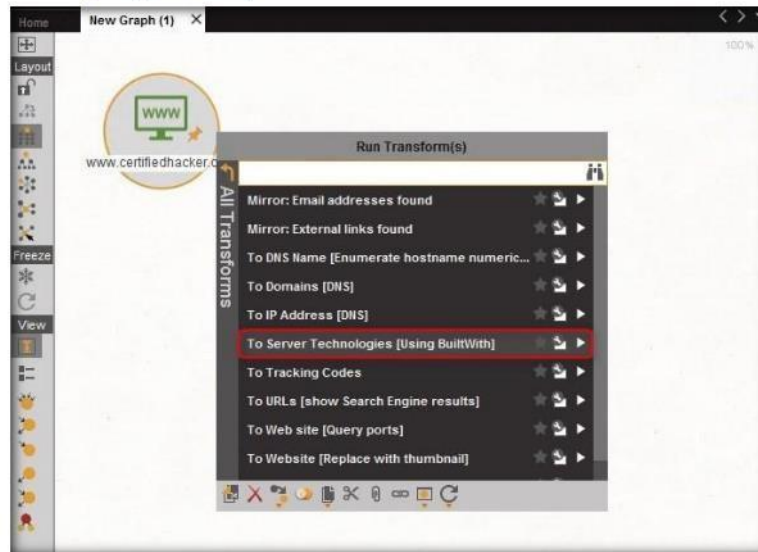 Home
New Graph (1) X
100%
Layout
WWW
www.certifiedhacker.c
Run Transform(s)
All Transforms
Mirror: Email addresses found
Mirror: External links found
To DNS Name [Enumerate hostname numeric...
Freeze
To Domains [DNS]
To IP Address [DNS]
View
To Server Technologies [Using BuiltWith]
To Tracking Codes
To URLs [show Search Engine results]
To Web site [Query ports]
To Website [Replace with thumbnail]